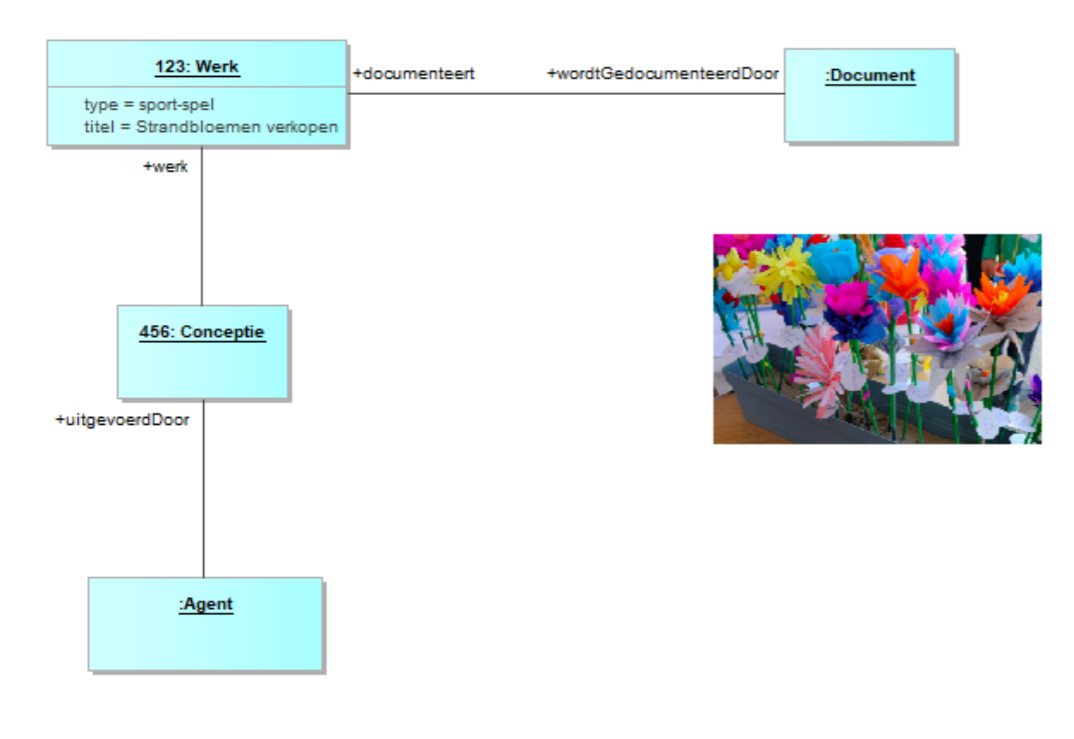 123: Werk
type = sport-spel
titel = Strandbloemen verkopen
+documenteert
+wordtGedocumenteerdDoor
:Document
+werk
456: Conceptie
+uitgevoerdDoor
:Agent